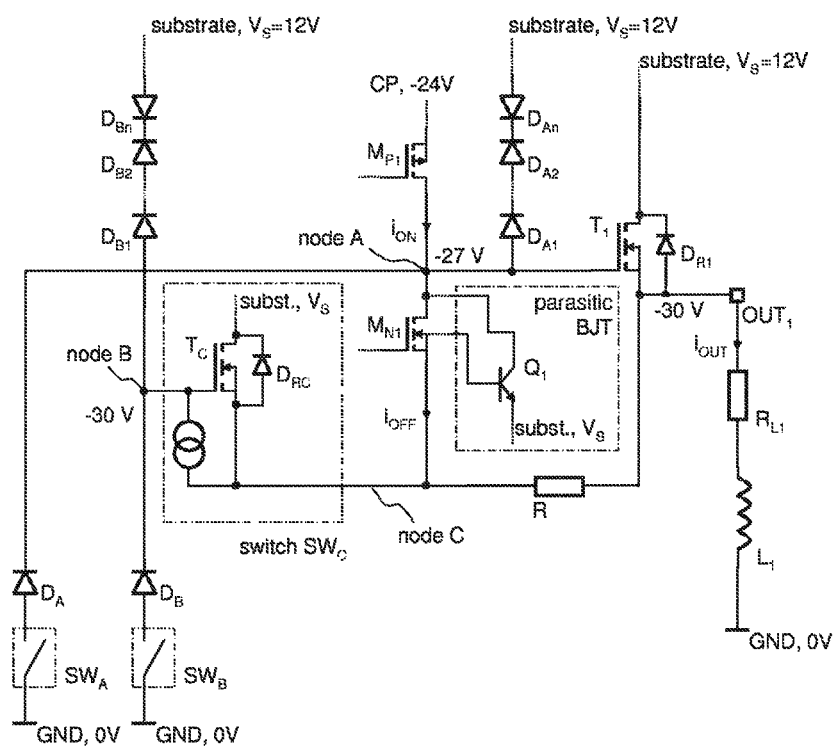 substrate, V_S=12V
substrate, V_S=12V
substrate, V_S=12V
CP, -24V
D_Bn
D_B2
D_B1
M_P1
D_An
D_A2
D_A1
T_1
D_R1
node A
i_ON
-27 V
subst., V_S
M_N1
parasitic
BJT
-30 V
OUT_1
node B
T_C
D_RC
Q_1
i_OUT
-30 V
i_OFF
subst., V_S
R_L1
R
switch SW_C
node C
L_1
D_A
D_B
SW_A
SW_B
GND, 0V
GND, 0V
GND, 0V